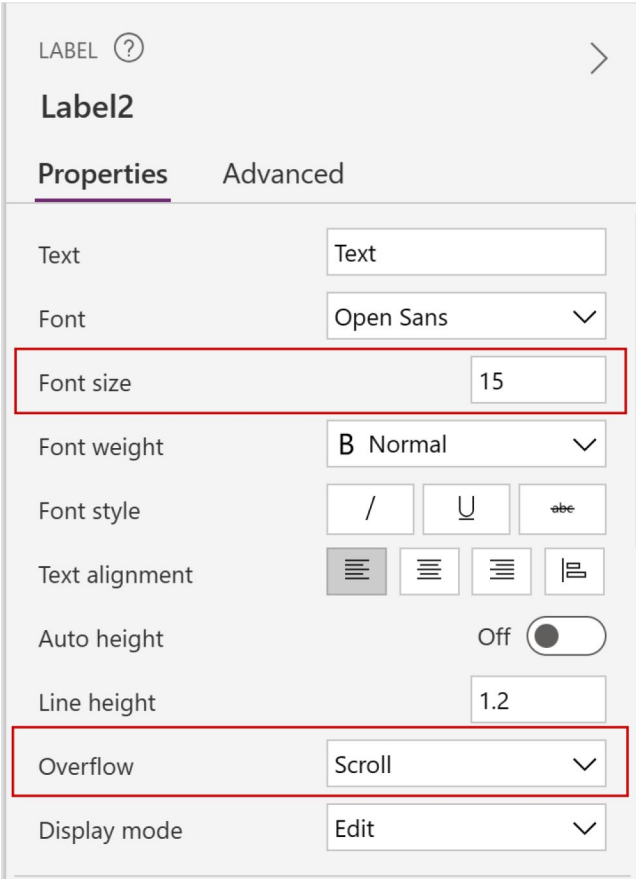 LABEL ?
Label2
Properties Advanced
Text Text
Font Open Sans
Font size 15
Font weight B Normal
Font style / U abc
Text alignment
Auto height Off
Line height 1.2
Overflow Scroll
Display mode Edit